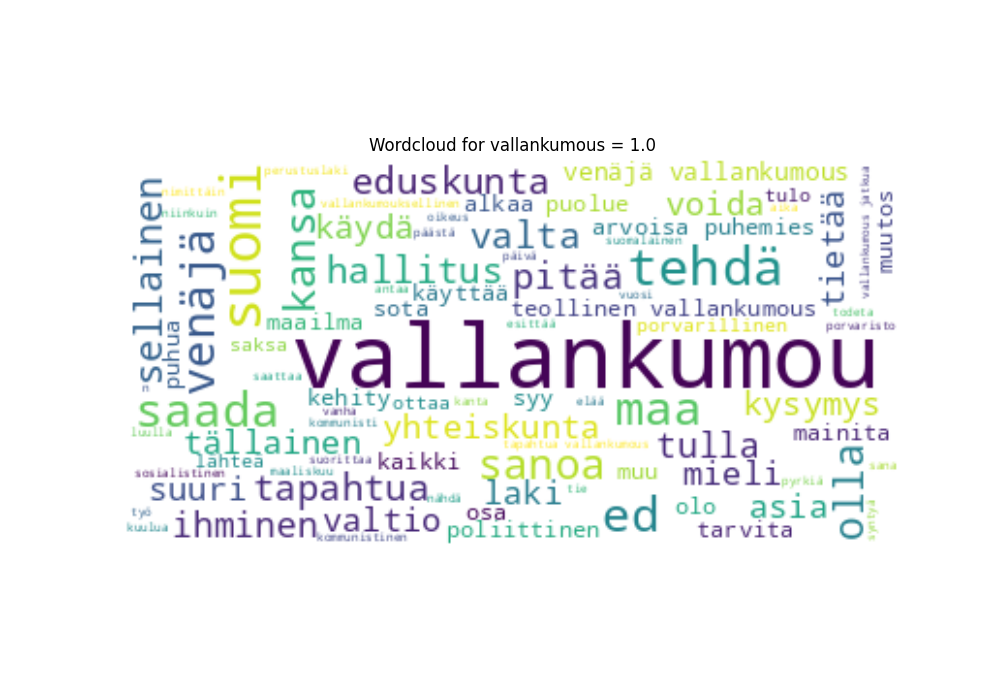 Wordcloud for vallankumous = 1.0
perustuslaki
venäjä vallankumous
eduskunta
nimittäin
sellainen
suomi
kansa
vallankumouksellinen
alkaa
puolue
voida
tulo
aika
tietää
vallankumous jatkua
muutos
niinkuin
oikeus
käydä
päästä
valta
arvoisa puhemies
suomalainen
venäjä
hallitus
päivä
pitää
tehdä
antaa
käyttää
vuosi
sota
teollinen vallankumous
todeta
maailma
esittää
porvarillinen
porvaristo
puhua
saksa
vallankumou
saattaa
saada
kehity
ottaa
kanta
syy
elää
maa
kysymys
vanha
kommunisti
yhteiskunta
luulla
tällainen
tapahtua vallankumous
tulla
mainita
lähteä
suorittaa
kaikki
sanoa
muu
mieli
sana
sosialistinen
maaliskuu
pyrkiä
suuri
tapahtua
nähdä
laki
tie
olla
työ
osa
ed
olo
asia
syntyä
kuulua
ihminen
valtio
kommunistinen
poliittinen
tarvita